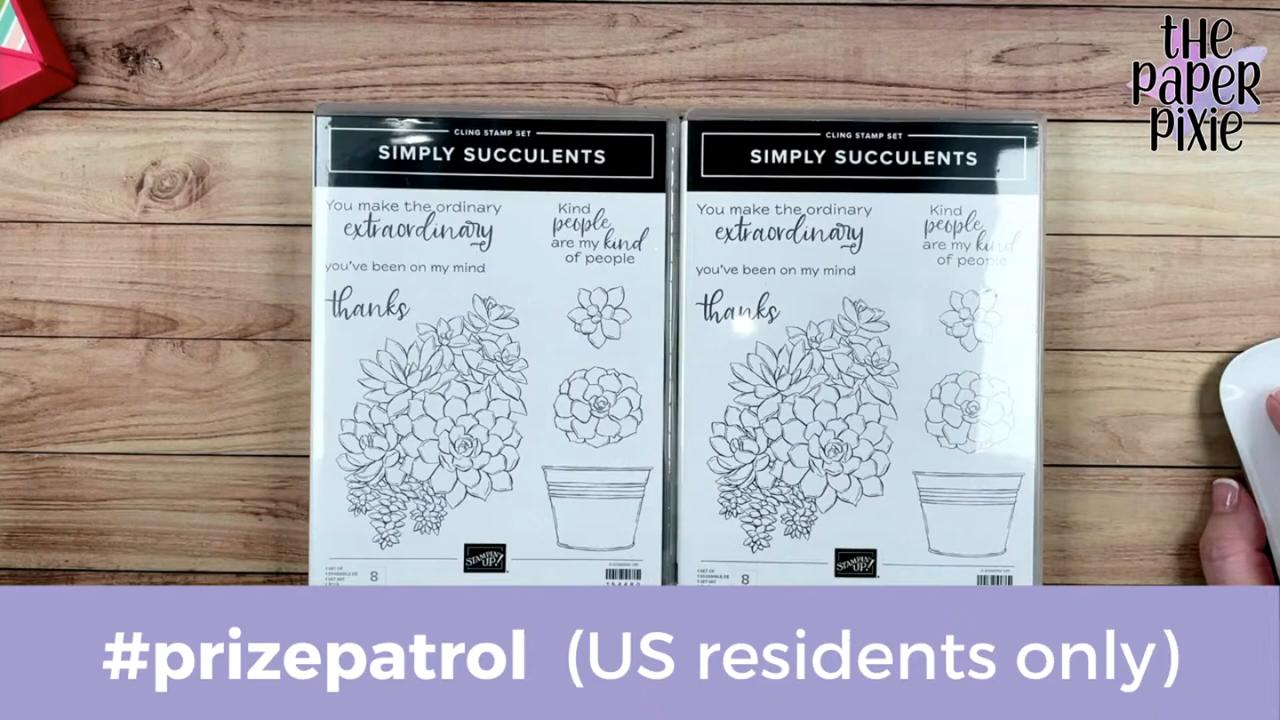 THE
PAPER
PIXIE
CLING STAMP SET
SIMPLY SUCCULENTS
You make the ordinary
extraordinary
Kind
people
are my kind
of people
you've been on my mind
thanks
STAMPIN' UP!
8
CLING STAMP SET
SIMPLY SUCCULENTS
You make the ordinary
extraordinary
Kind
people
are my kind
of people
you've been on my mind
thanks
STAMPIN' UP!
8
#prizepatrol (US residents only)